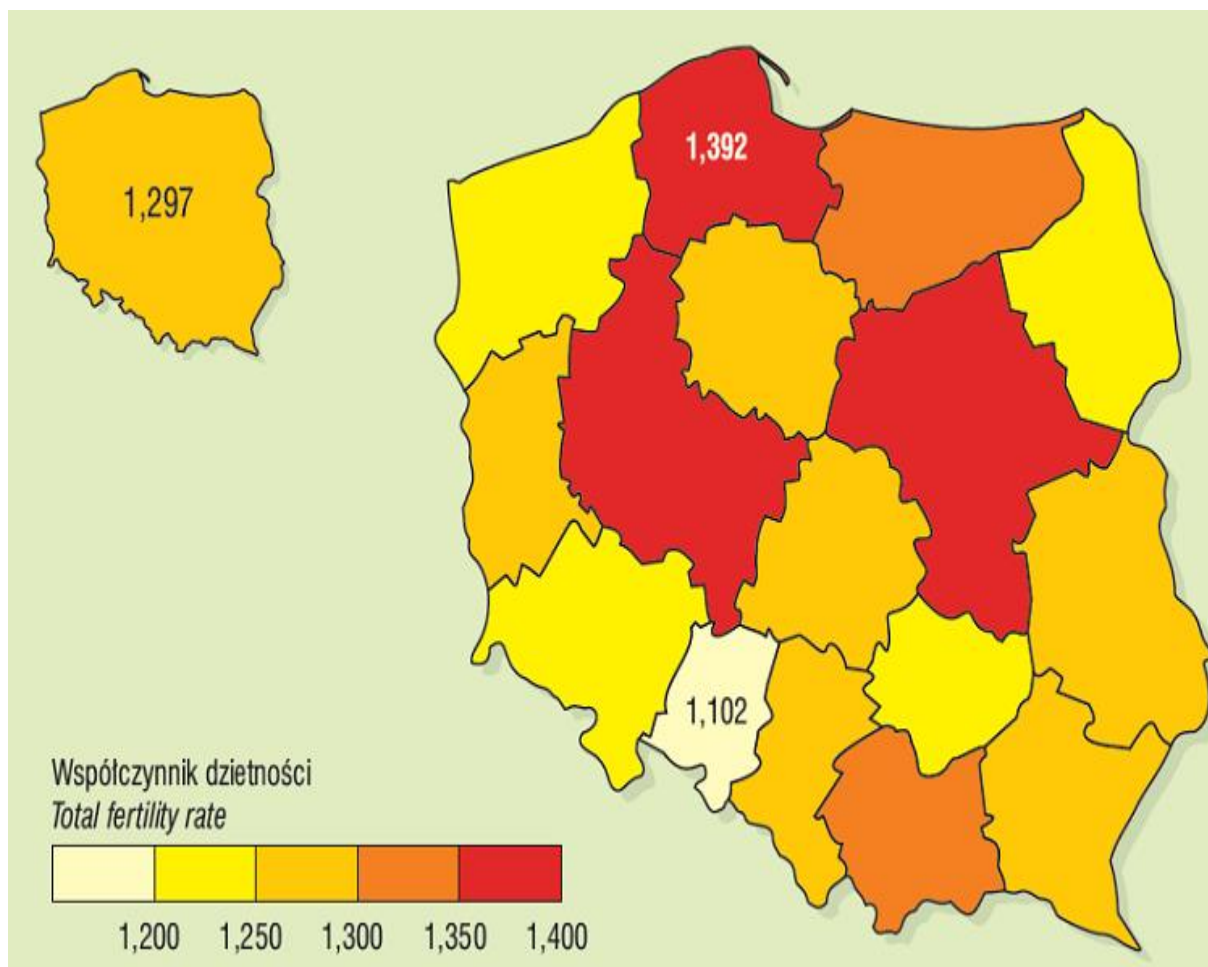 1,392
1,297
1,102
Współczynnik dzietności
Total fertility rate
1,200 1,250 1,300 1,350 1,400